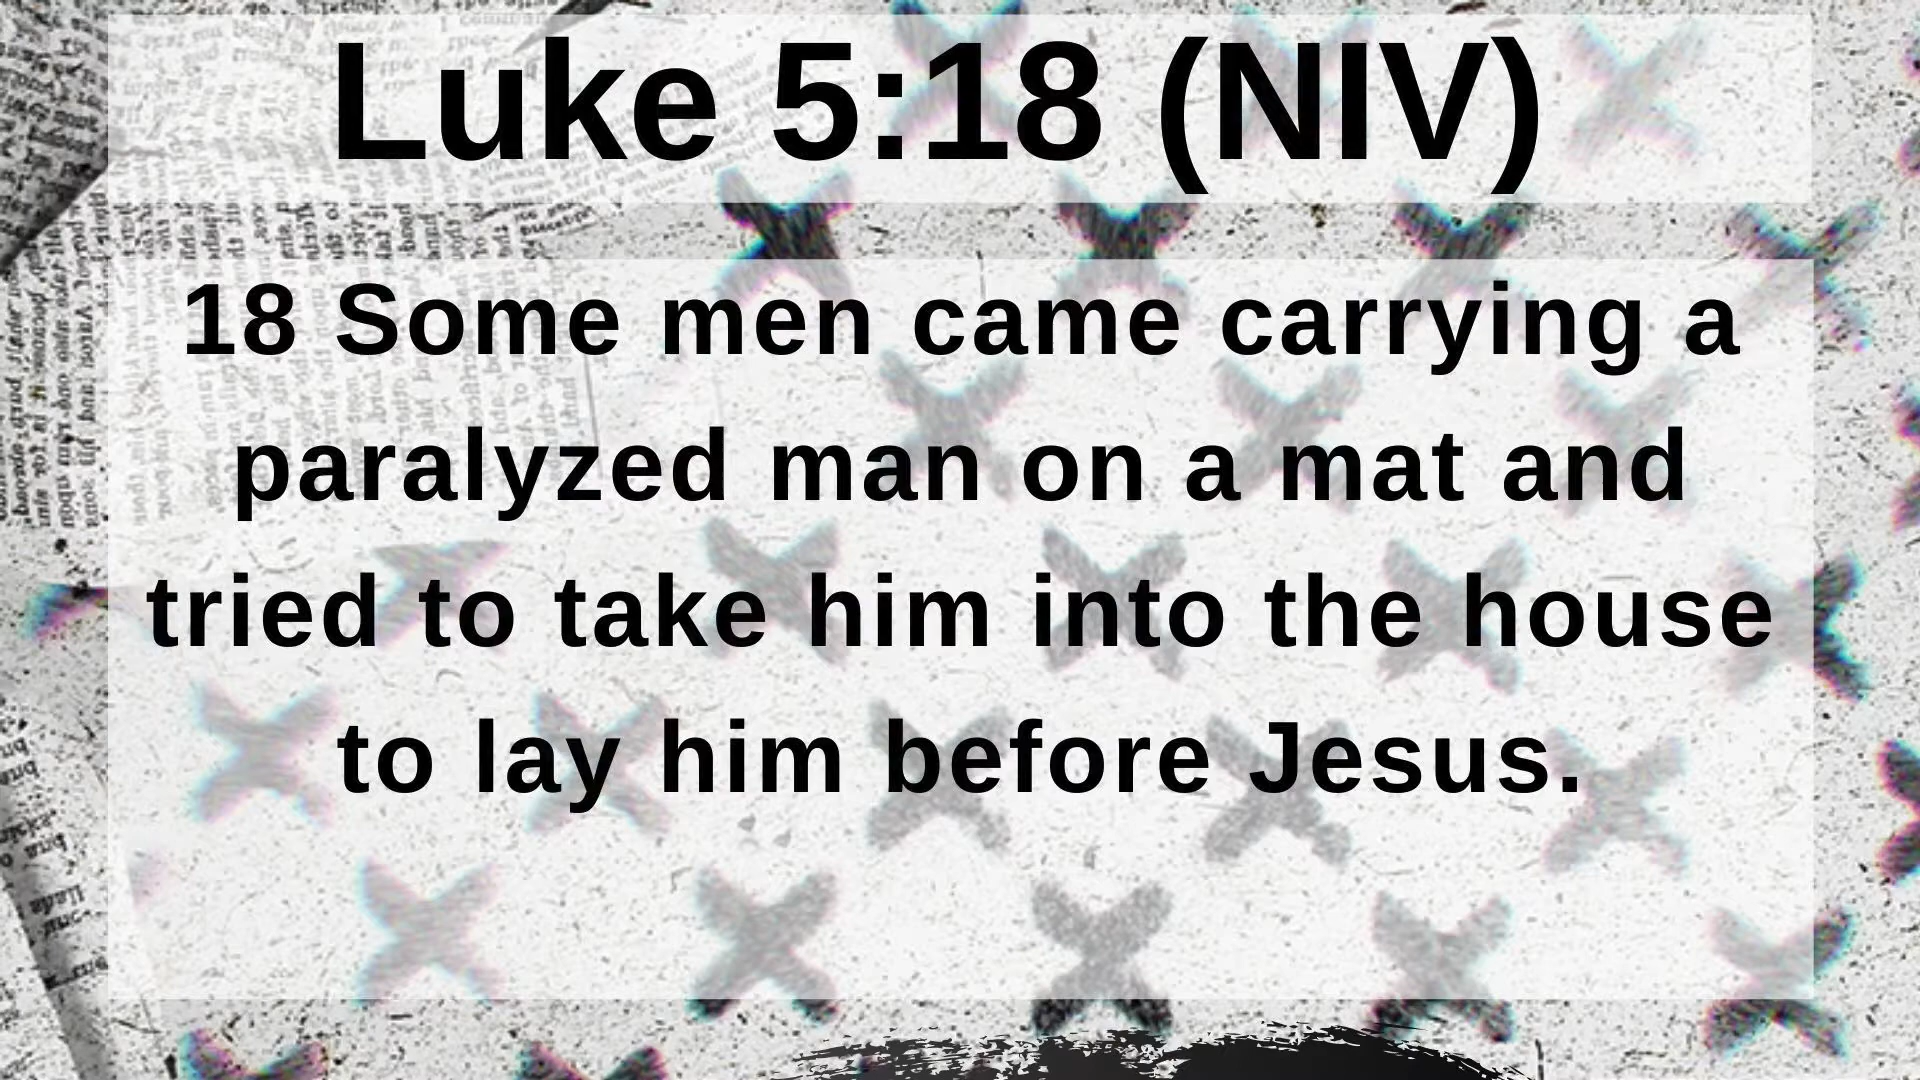 Luke 5:18 (NIV)
18 Some men came carrying a
paralyzed man on a mat and
tried to take him into the house
to lay him before Jesus.